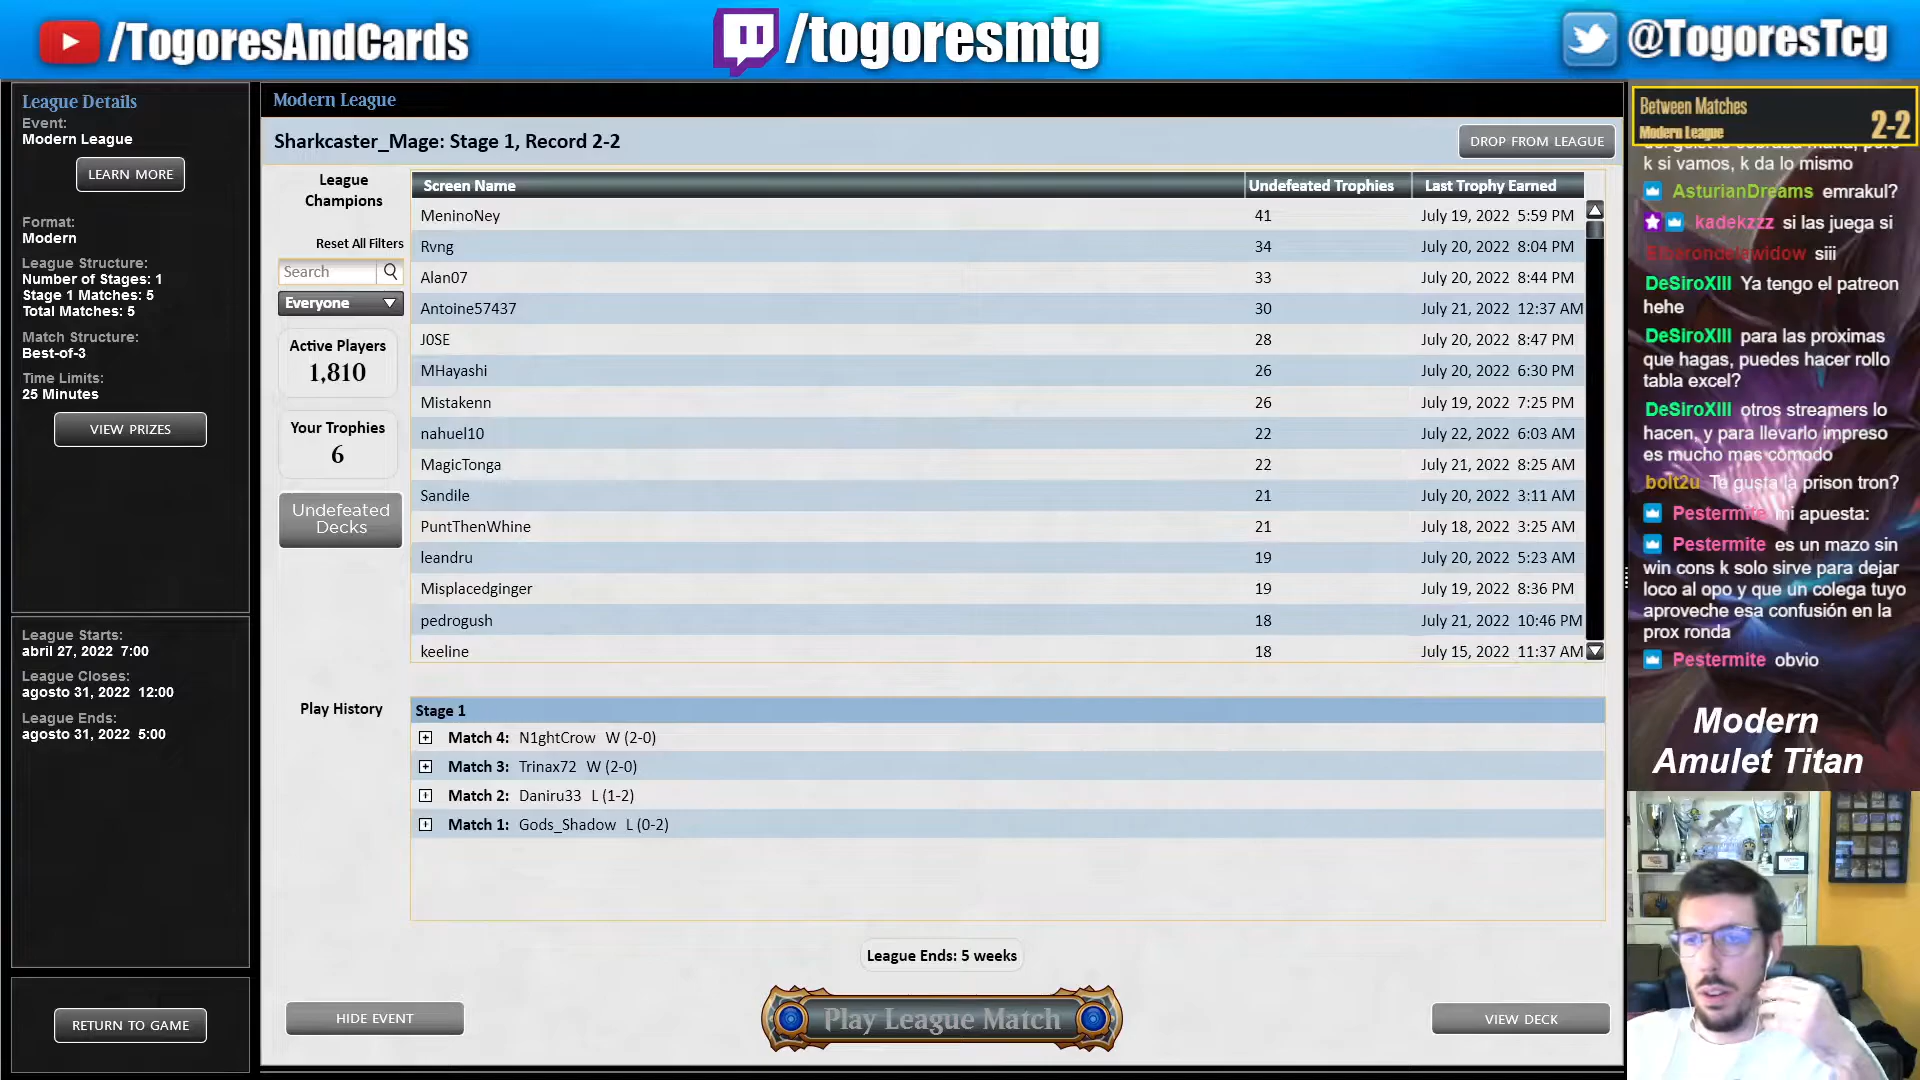 /TogoresAndCards
/togoresmtg
@TogoresTcg
League Details
Event:
Modern League
LEARN MORE
Format:
Modern
League Structure:
Number of Stages: 1
Stage 1 Matches: 5
Total Matches: 5
Match Structure:
Best-of-3
Time Limits:
25 Minutes
VIEW PRIZES
League Starts:
abril 27, 2022 7:00
League Closes:
agosto 31, 2022 12:00
League Ends:
agosto 31, 2022 5:00
RETURN TO GAME
Modern League
Sharkcaster_Mage: Stage 1, Record 2-2
DROP FROM LEAGUE
League
Champions
Reset All Filters
Search
Everyone
Active Players
1,810
Your Trophies
6
Undefeated
Decks
Screen Name Undefeated Trophies Last Trophy Earned
MeninoNey 41 July 19, 2022 5:59 PM
Rvng 34 July 20, 2022 8:04 PM
Alan07 33 July 20, 2022 8:44 PM
Antoine57437 30 July 21, 2022 12:37 AM
J0SE 28 July 20, 2022 8:47 PM
MHayashi 26 July 20, 2022 6:30 PM
Mistakenn 26 July 19, 2022 7:25 PM
nahuel10 22 July 22, 2022 6:03 AM
MagicTonga 22 July 21, 2022 8:25 AM
Sandile 21 July 20, 2022 3:11 AM
PuntThenWhine 21 July 18, 2022 3:25 AM
leandru 19 July 20, 2022 5:23 AM
Misplacedginger 19 July 19, 2022 8:36 PM
pedrogush 18 July 21, 2022 10:46 PM
keeline 18 July 15, 2022 11:37 AM
Play History
Stage 1
Match 4: N1ghtCrow W (2-0)
Match 3: Trinax72 W (2-0)
Match 2: Daniru33 L (1-2)
Match 1: Gods_Shadow L (0-2)
League Ends: 5 weeks
HIDE EVENT
Play League Match
VIEW DECK
Between Matches
Modern League
2-2
k si vamos, k da lo mismo
AsturianDreams emrakul?
kadekzzz si las juega si
siii
DeSiroXIII Ya tengo el patreon
hehe
DeSiroXIII para las proximas
que hagas, puedes hacer rollo
tabla excel?
DeSiroXIII otros streamers lo
hacen, y para llevarlo impreso
es mucho mas comodo
bolt2u Te gusta la prison tron?
Pestermite mi apuesta:
Pestermite es un mazo sin
win cons k solo sirve para dejar
loco al opo y que un colega tuyo
aproveche esa confusión en la
prox ronda
Pestermite obvio
Modern
Amulet Titan